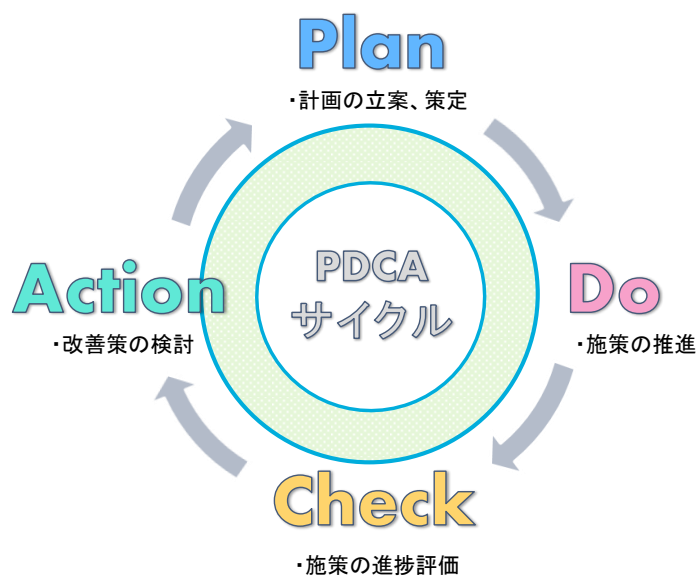 Plan
・計画の立案、策定
PDCA
サイクル
Action
・改善策の検討
Do
・施策の推進
Check
・施策の進捗評価